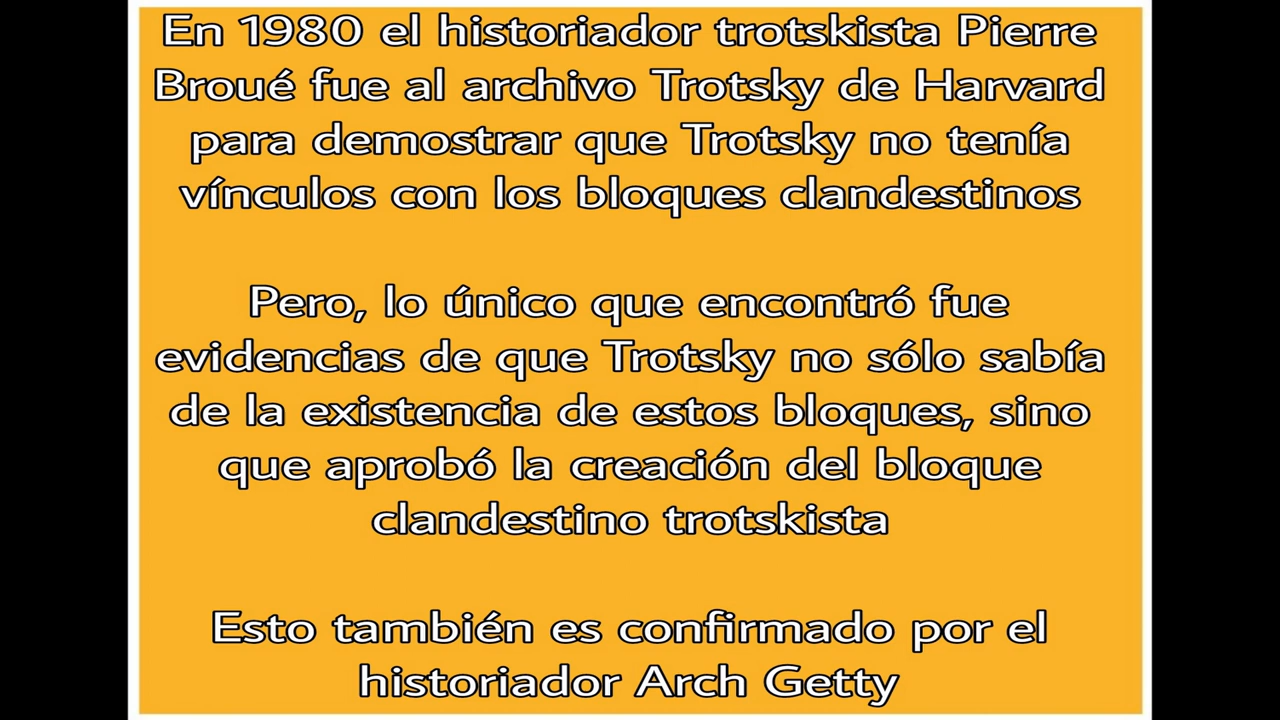 En 1980 el historiador trotskista Pierre
Broué fue al archivo Trotsky de Harvard
para demostrar que Trotsky no tenía
vínculos con los bloques clandestinos
Pero, lo único que encontró fue
evidencias de que Trotsky no sólo sabía
de la existencia de estos bloques, sino
que aprobó la creación del bloque
clandestino trotskista
Esto también es confirmado por el
historiador Arch Getty